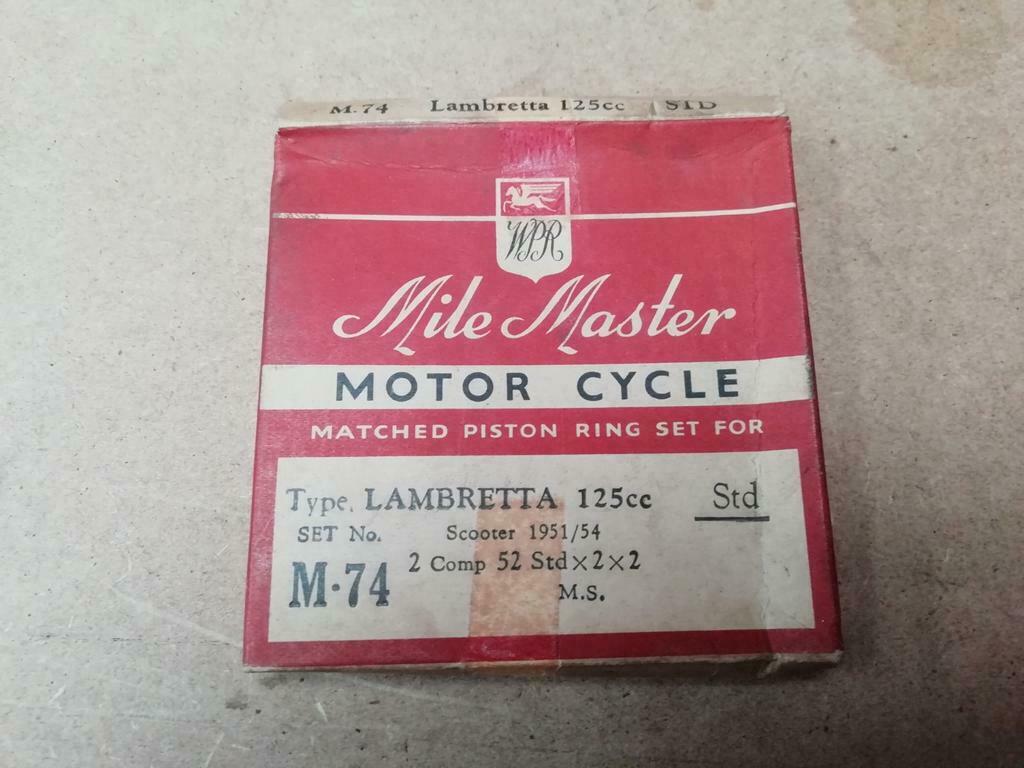 M.74 Lambretta 125cc STD
WPR
Mile Master
MOTOR CYCLE
MATCHED PISTON RING SET FOR
Type. LAMBRETTA 125cc Std
SET No. Scooter 1951/54
M·74 2 Comp 52 Std×2×2
M.S.